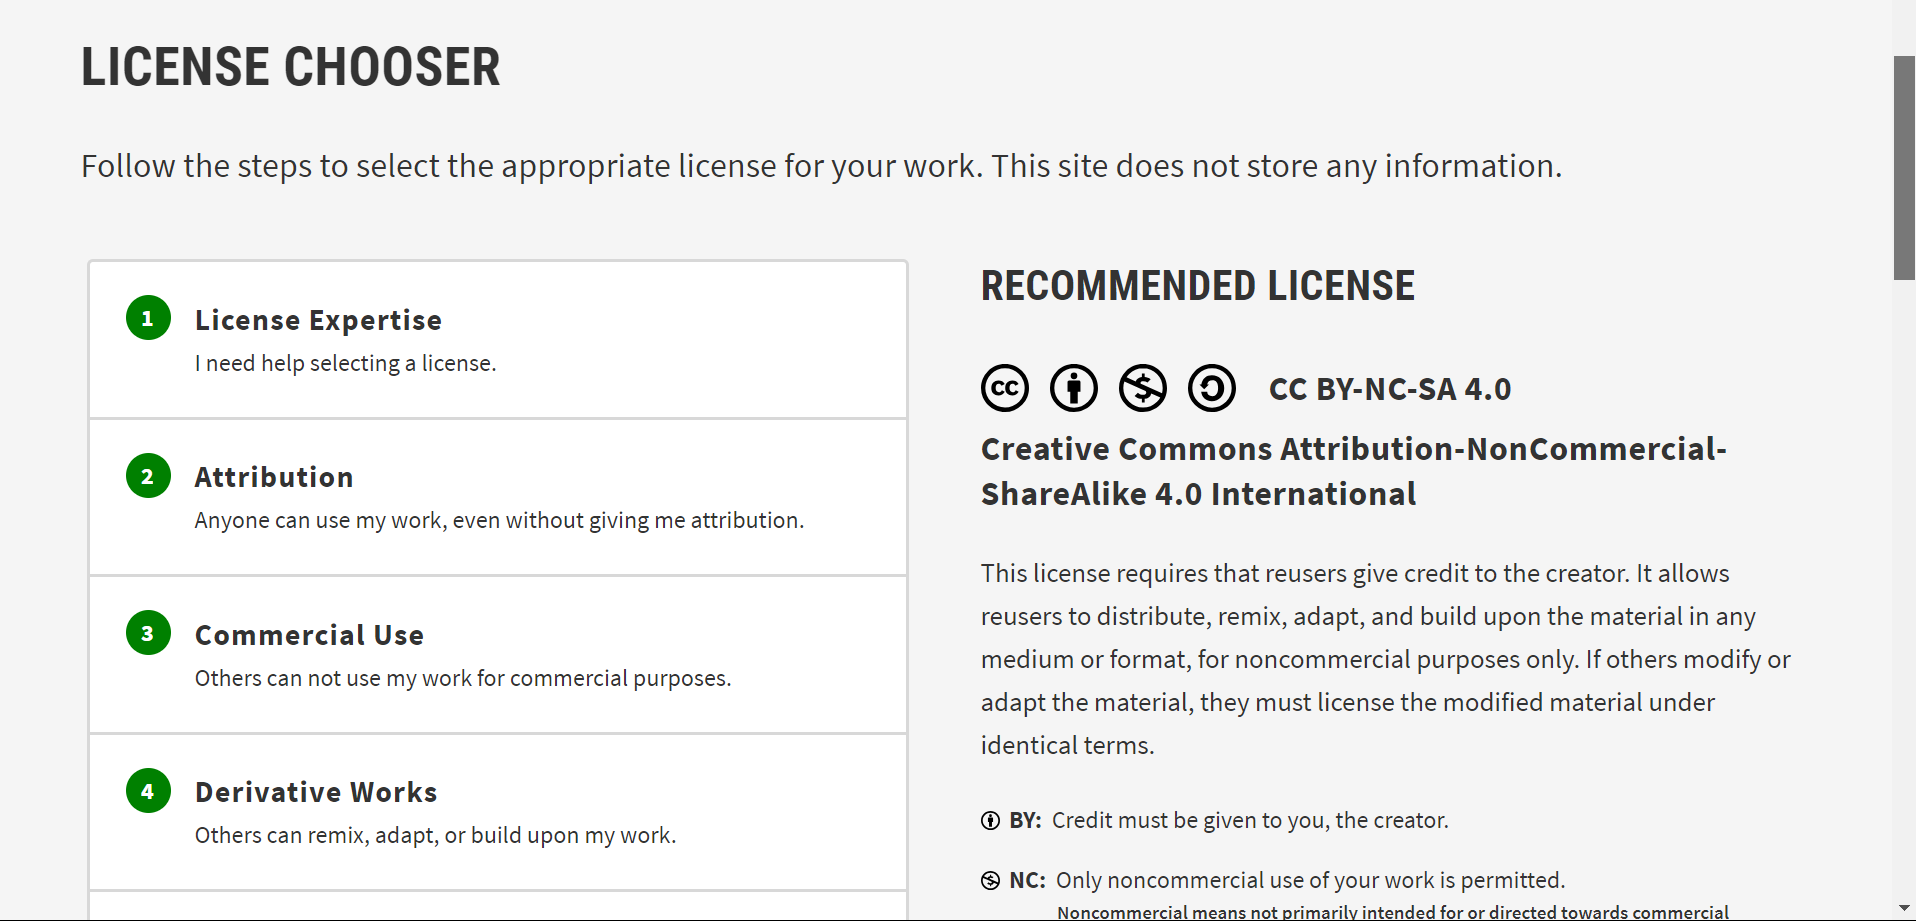 LICENSE CHOOSER
Follow the steps to select the appropriate license for your work. This site does not store any information.
1 License Expertise
I need help selecting a license.
2 Attribution
Anyone can use my work, even without giving me attribution.
3 Commercial Use
Others can not use my work for commercial purposes.
4 Derivative Works
Others can remix, adapt, or build upon my work.
RECOMMENDED LICENSE
CC BY-NC-SA 4.0
Creative Commons Attribution-NonCommercial-
ShareAlike 4.0 International
This license requires that reusers give credit to the creator. It allows
reusers to distribute, remix, adapt, and build upon the material in any
medium or format, for noncommercial purposes only. If others modify or
adapt the material, they must license the modified material under
identical terms.
BY: Credit must be given to you, the creator.
NC: Only noncommercial use of your work is permitted.
Noncommercial means not primarily intended for or directed towards commercial